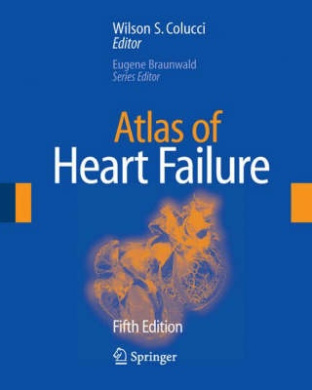 Wilson S. Colucci
Editor
Eugene Braunwald
Series Editor
Atlas of
Heart Failure
Fifth Edition
Springer